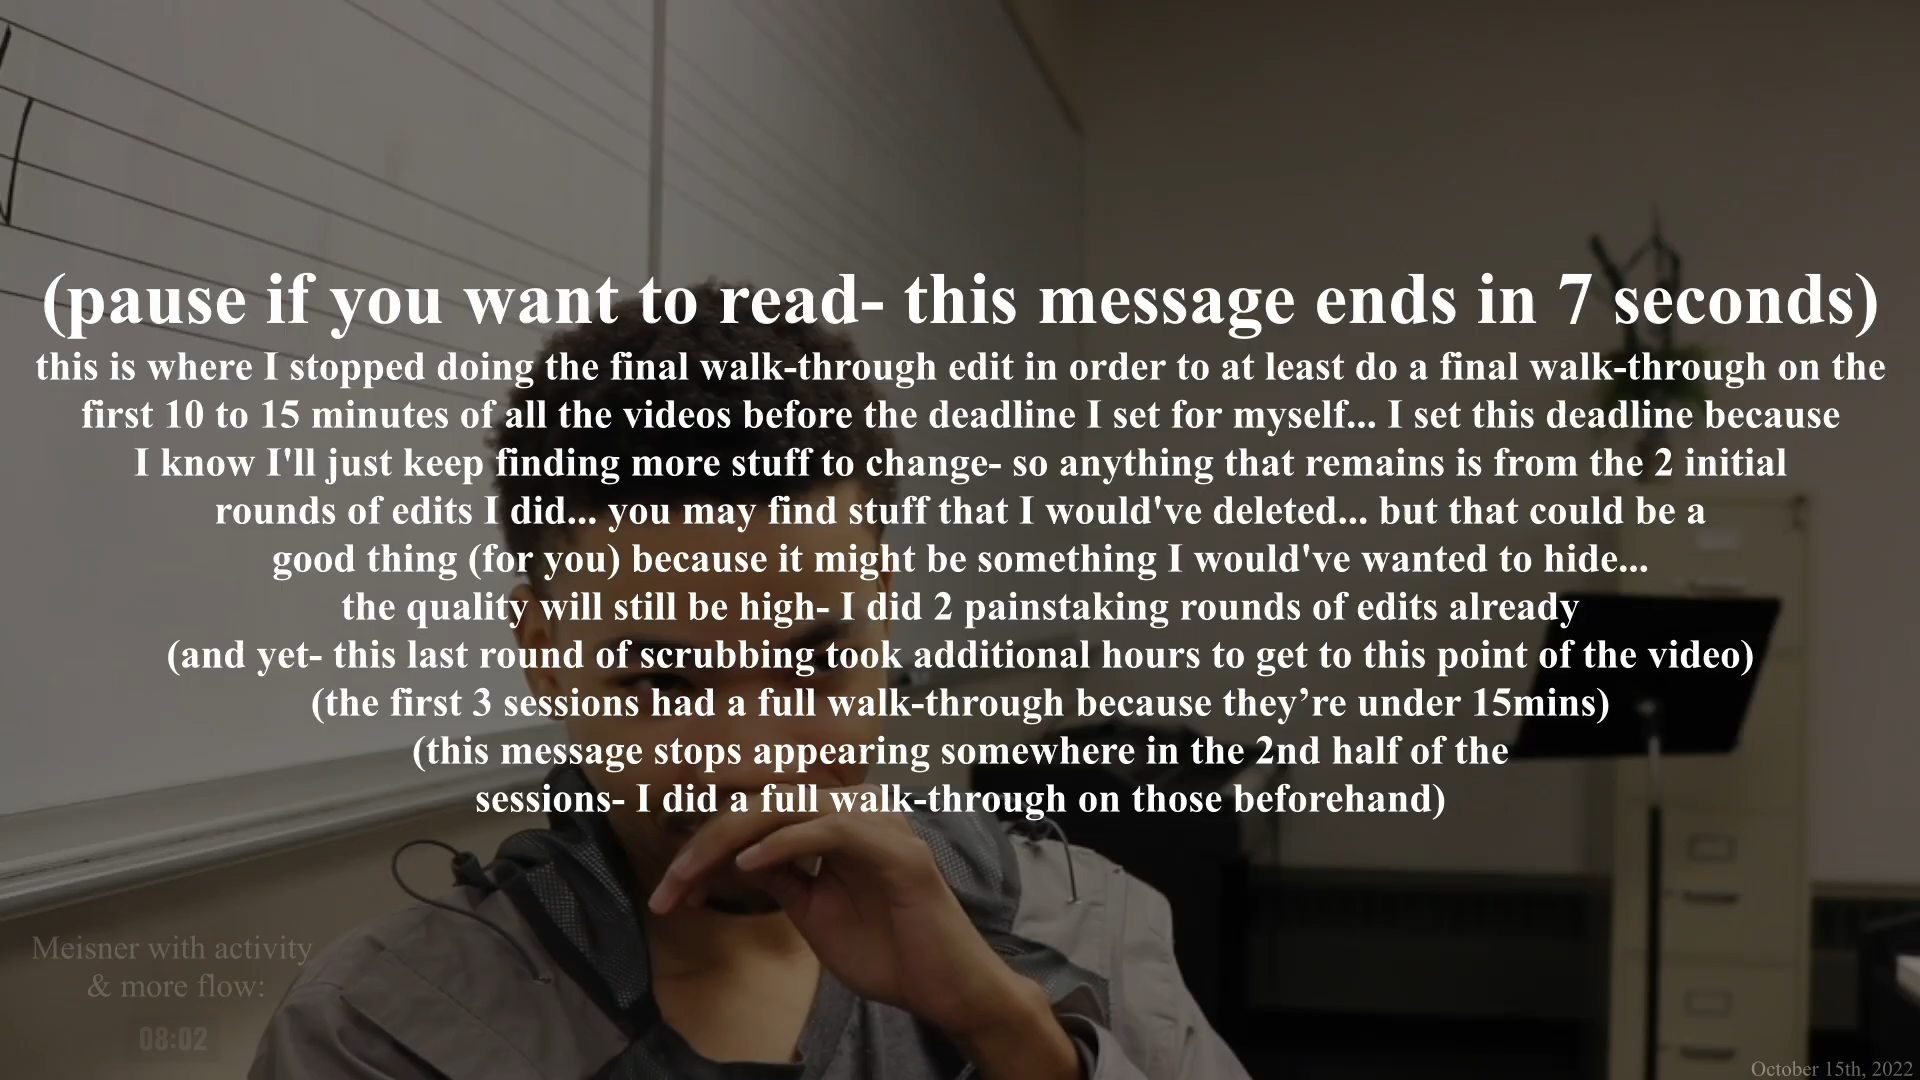 (pause if you want to read- this message ends in 7 seconds)
this is where I stopped doing the final walk-through edit in order to at least do a final walk-through on the
first 10 to 15 minutes of all the videos before the deadline I set for myself... I set this deadline because
I know I'll just keep finding more stuff to change- so anything that remains is from the 2 initial
rounds of edits I did... you may find stuff that I would've deleted... but that could be a
good thing (for you) because it might be something I would've wanted to hide...
the quality will still be high- I did 2 painstaking rounds of edits already
(and yet- this last round of scrubbing took additional hours to get to this point of the video)
(the first 3 sessions had a full walk-through because they’re under 15mins)
(this message stops appearing somewhere in the 2nd half of the
sessions- I did a full walk-through on those beforehand)
Meisner with activity
& more flow:
08:02
October 15th, 2022